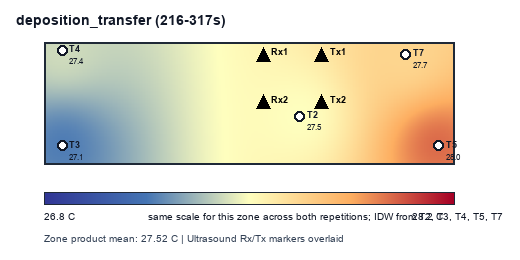 deposition_transfer (216-317s)
T4
27.4
Rx1
Tx1
T7
27.7
Rx2
Tx2
T2
27.5
T3
27.1
T5
28.0
26.8 C
same scale for this zone across both repetitions; IDW from T2, T3, T4, T5, T7
Zone product mean: 27.52 C | Ultrasound Rx/Tx markers overlaid